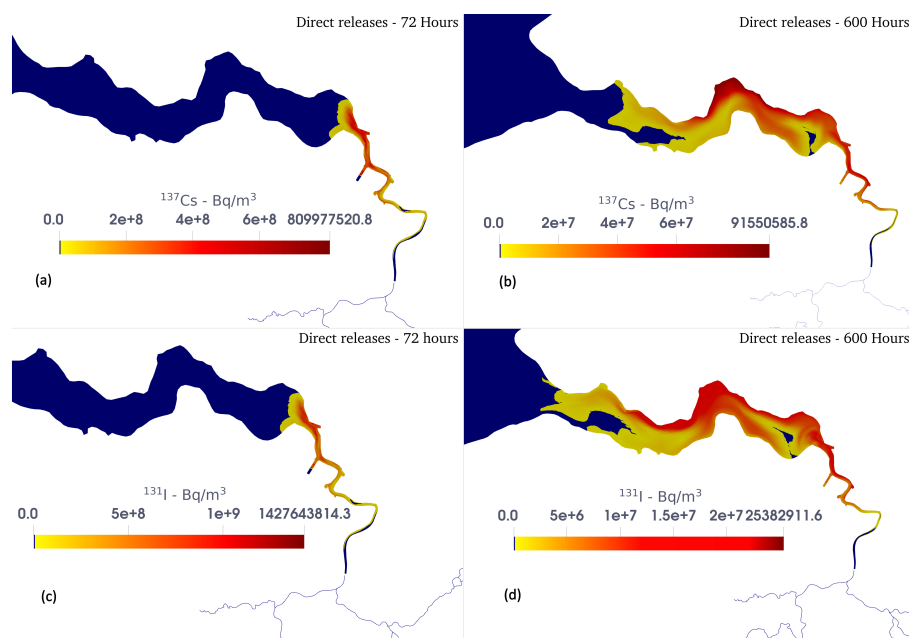 Direct releases - 72 Hours
¹³⁷Cs - Bq/m³
0.0 2e+8 4e+8 6e+8 809977520.8
(a)
Direct releases - 600 Hours
¹³⁷Cs - Bq/m³
0.0 2e+7 4e+7 6e+7 91550585.8
(b)
Direct releases - 72 hours
¹³¹I - Bq/m³
0.0 5e+8 1e+9 1427643814.3
(c)
Direct releases - 600 Hours
¹³¹I - Bq/m³
0.0 5e+6 1e+7 1.5e+7 2e+7 25382911.6
(d)